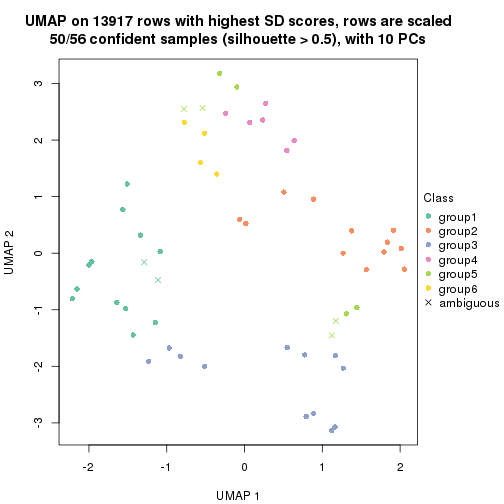 UMAP on 13917 rows with highest SD scores, rows are scaled
50/56 confident samples (silhouette > 0.5), with 10 PCs
3
2
1
0
-1
-2
-3
UMAP 2
-2
-1
0
1
2
UMAP 1
Class
group1
group2
group3
group4
group5
group6
ambiguous